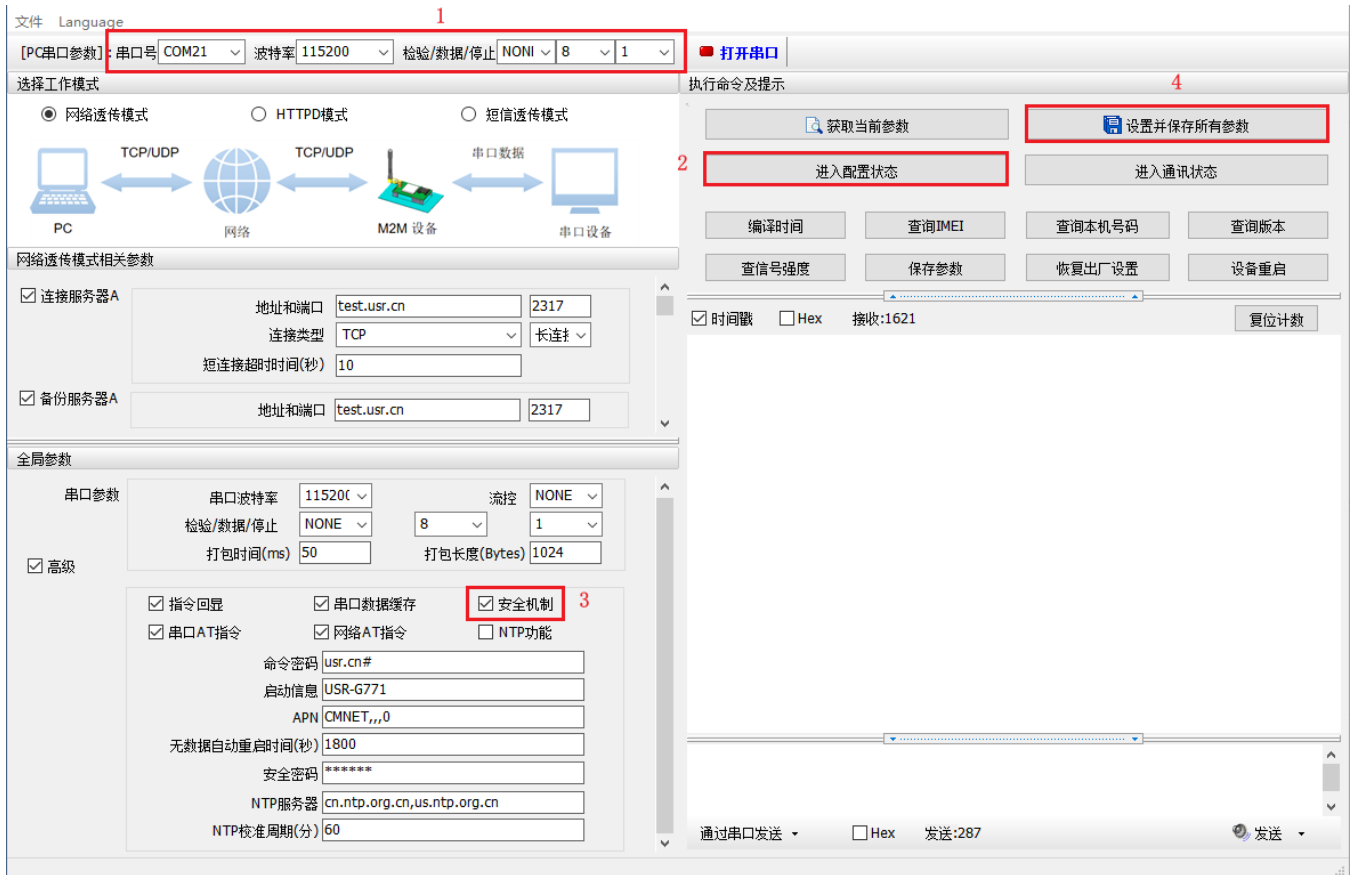 文件 Language
1
[PC串口参数]: 串口号 COM21 波特率 115200 检验/数据/停止 NONI 8 1 打开串口
选择工作模式
网络透传模式 HTTPD模式 短信透传模式
TCP/UDP TCP/UDP 串口数据
PC 网络 M2M 设备 串口设备
网络透传模式相关参数
连接服务器A
地址和端口 test.usr.cn 2317
连接类型 TCP 长连接
短连接超时时间(秒) 10
备份服务器A
地址和端口 test.usr.cn 2317
全局参数
串口参数
串口波特率 11520( 流控 NONE
检验/数据/停止 NONE 8 1
打包时间(ms) 50 打包长度(Bytes) 1024
高级
指令回显 串口数据缓存 安全机制 3
串口AT指令 网络AT指令 NTP功能
命令密码 usr.cn#
启动信息 USR-G771
APN CMNET,,,0
无数据自动重启时间(秒) 1800
安全密码 ******
NTP服务器 cn.ntp.org.cn,us.ntp.org.cn
NTP校准周期(分) 60
执行命令及提示
4
获取当前参数 设置并保存所有参数
2 进入配置状态 进入通讯状态
编译时间 查询IMEI 查询本机号码 查询版本
查信号强度 保存参数 恢复出厂设置 设备重启
时间戳 Hex 接收:1621 复位计数
通过串口发送 Hex 发送:287 发送